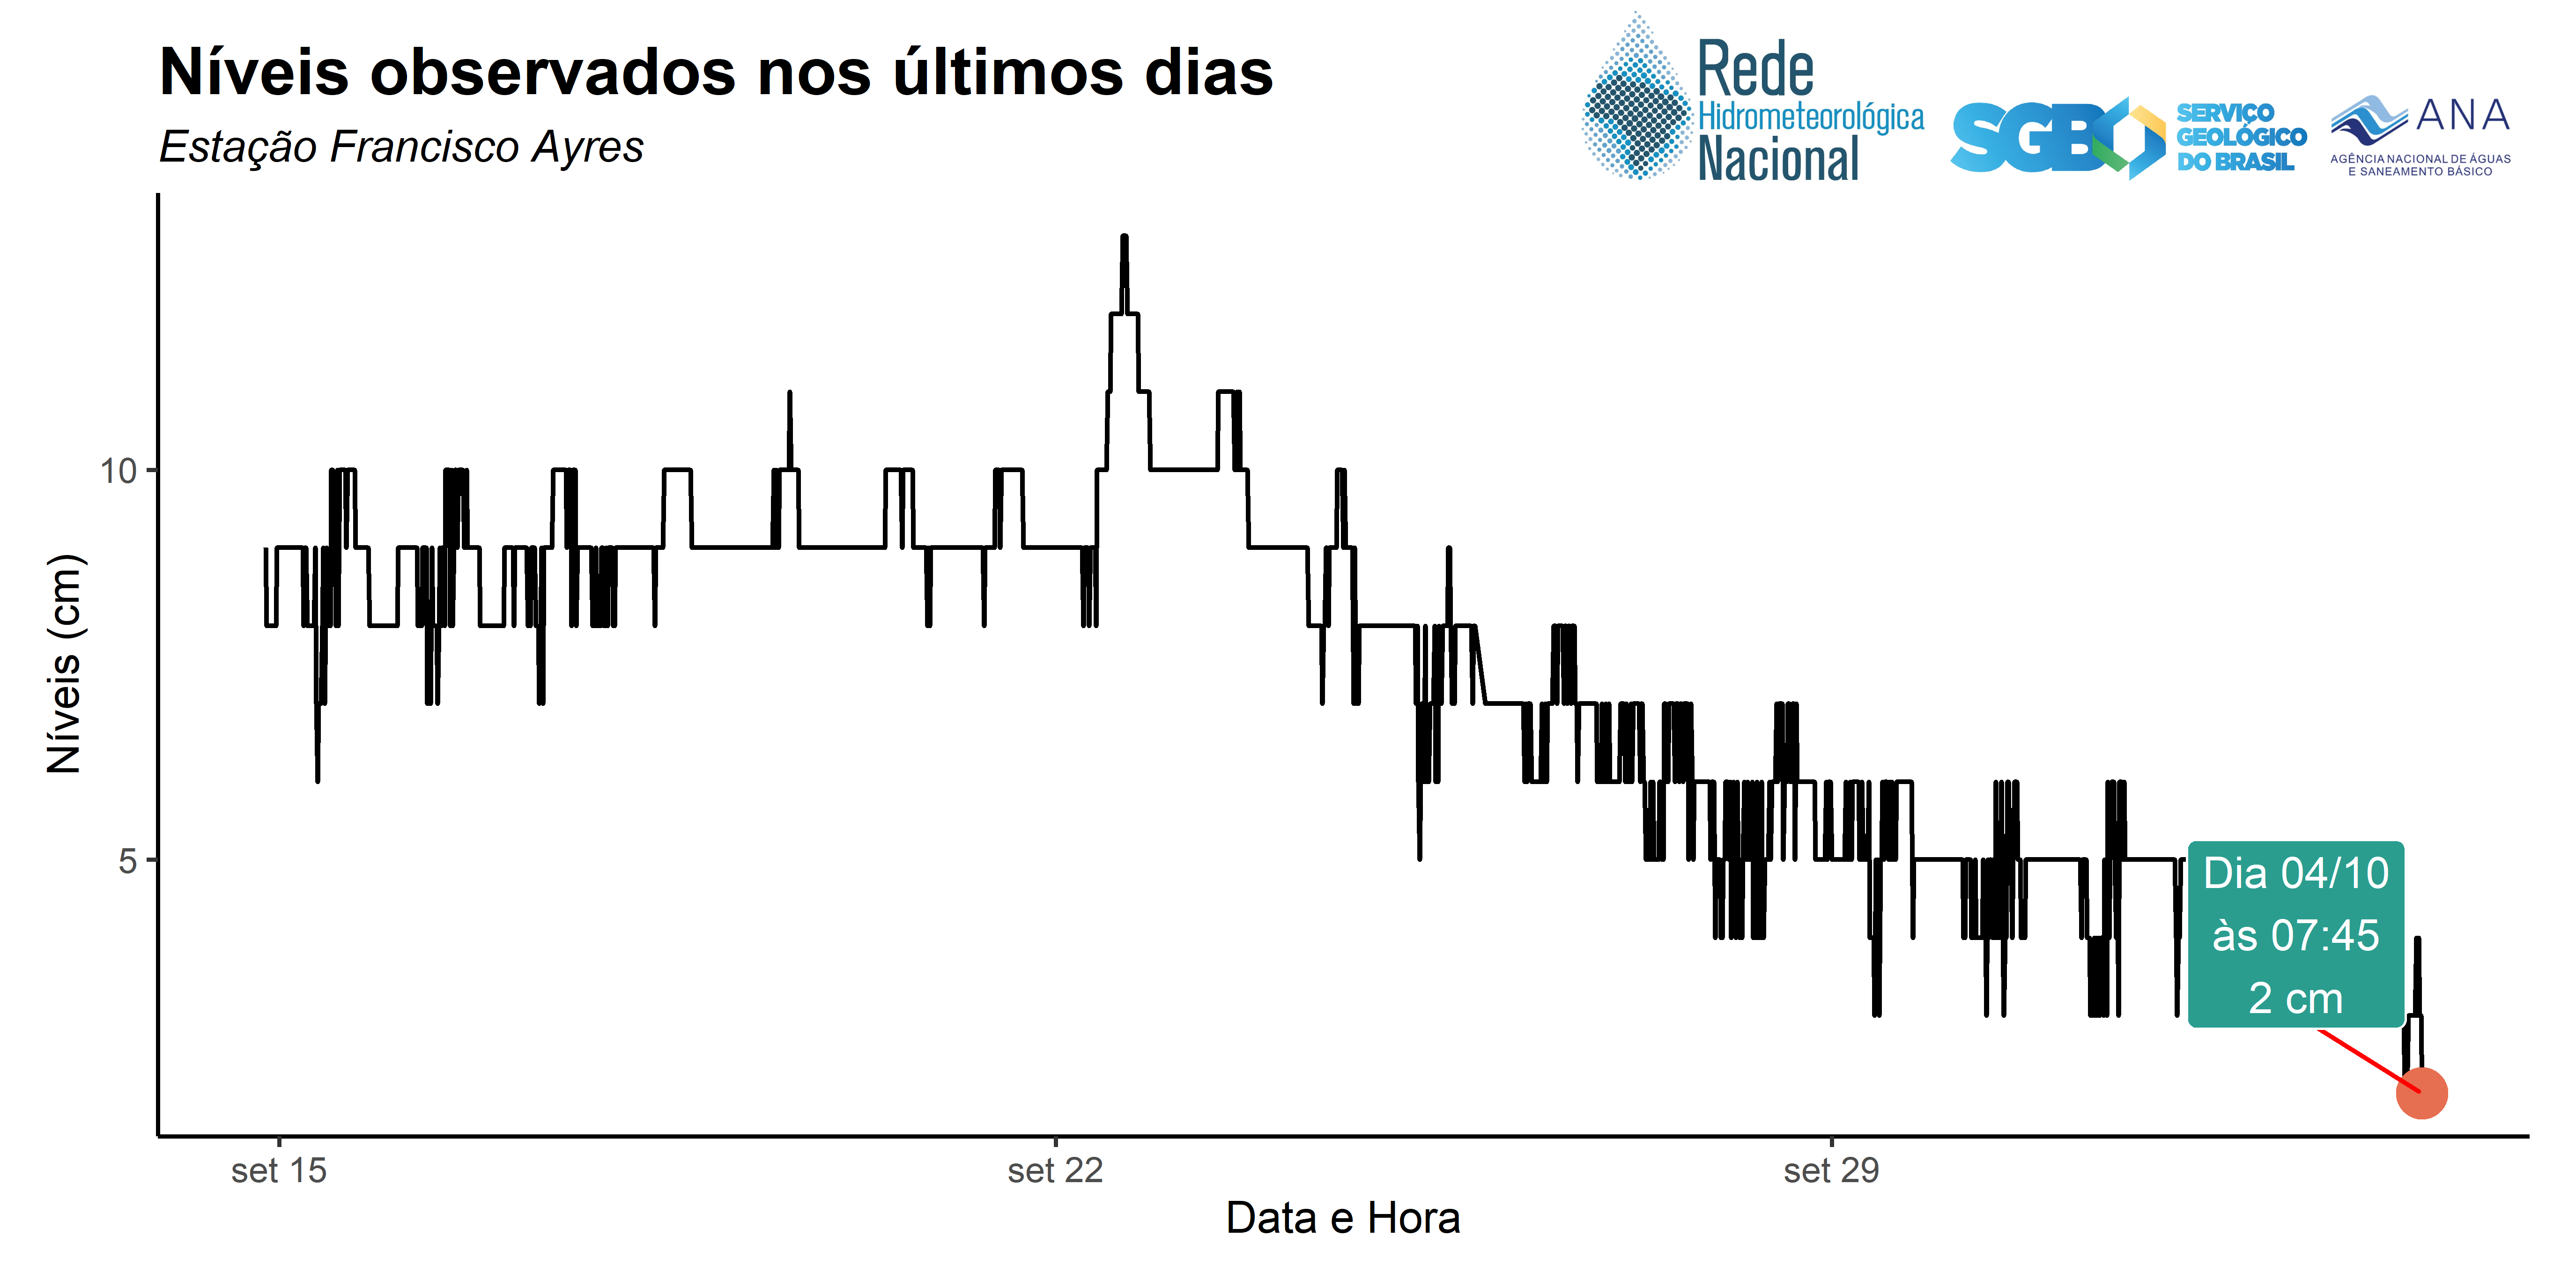 Níveis observados nos últimos dias
Estação Francisco Ayres
Rede
Hidrometeorológica
Nacional
SGB
SERVIÇO
GEOLÓGICO
DO BRASIL
ANA
AGÊNCIA NACIONAL DE ÁGUAS
E SANEAMENTO BÁSICO
Níveis (cm)
10
5
Dia 04/10
às 07:45
2 cm
set 15
set 22
set 29
Data e Hora